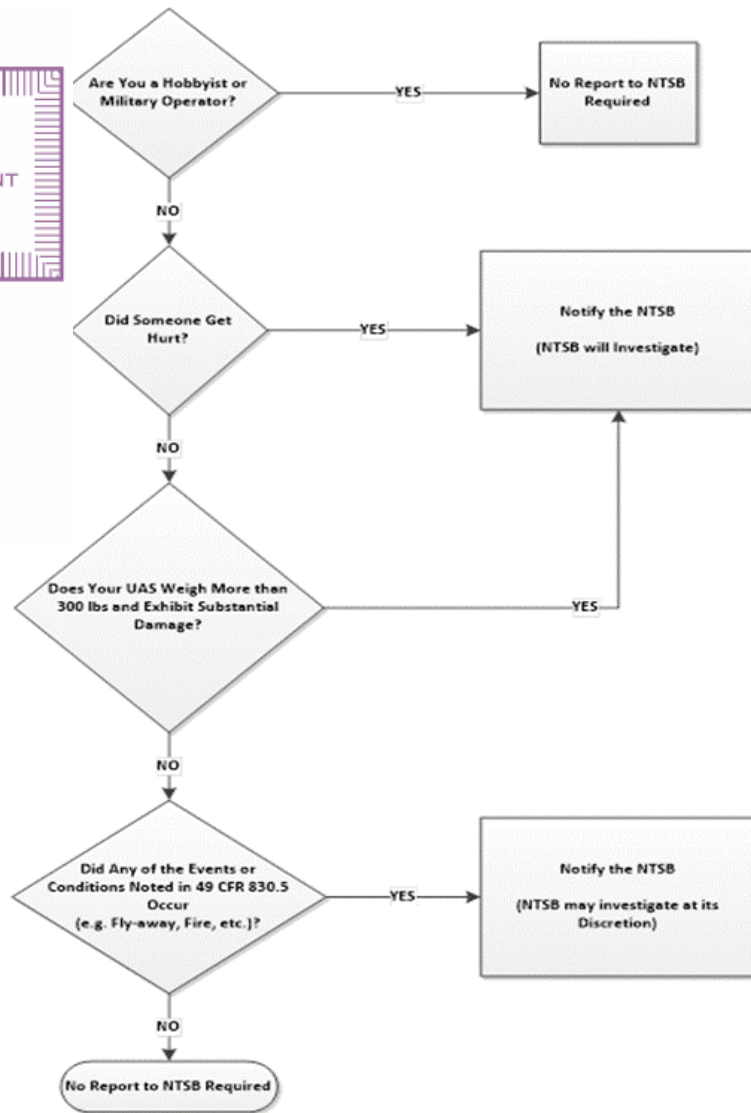 Are You a Hobbyist or
Military Operator?
YES
No Report to NTSB
Required
NT
NO
Did Someone Get
Hurt?
YES
Notify the NTSB
(NTSB will Investigate)
NO
Does Your UAS Weigh More than
300 lbs and Exhibit Substantial
Damage?
YES
NO
Did Any of the Events or
Conditions Noted in 49 CFR 830.5
Occur
(e.g. Fly-away, Fire, etc.)?
YES
Notify the NTSB
(NTSB may investigate at its
Discretion)
NO
No Report to NTSB Required